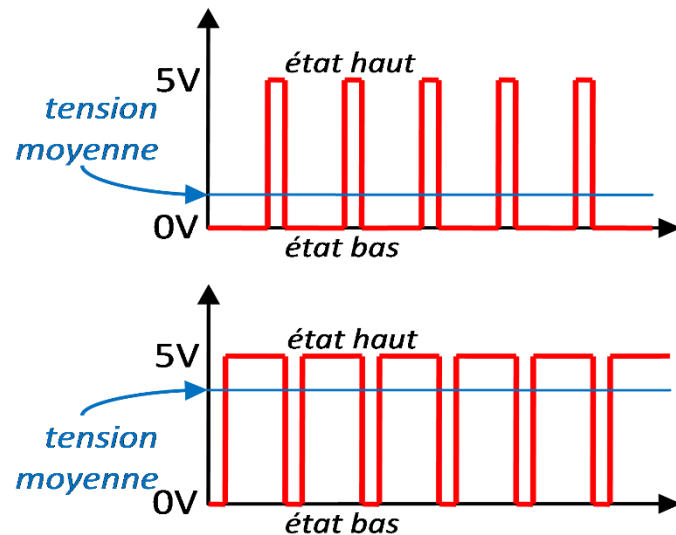 état haut
5V
tension
moyenne
0V
état bas
état haut
5V
tension
moyenne
0V
état bas